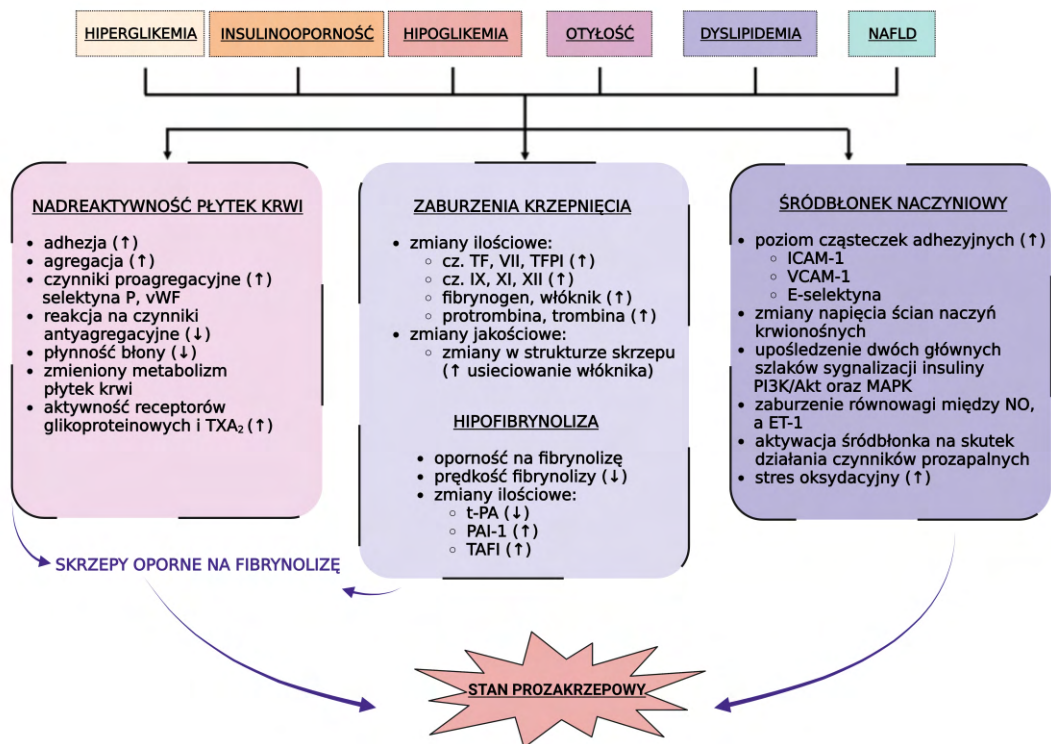 HIPERGLIKEMIA
INSULINOOPORNOŚĆ
HIPOGLIKEMIA
OTYŁOŚĆ
DYSLIPIDEMIA
NAFLD
NADREAKTYWNOŚĆ PŁYTEK KRWI
• adhezja (↑)
• agregacja (↑)
• czynniki proagregacyjne (↑)
selektyna P, vWF
• reakcja na czynniki
antyagregacyjne (↓)
• płynność błony (↓)
• zmieniony metabolizm
płytek krwi
• aktywność receptorów
glikoproteinowych i TXA₂ (↑)
ZABURZENIA KRZEPNIĘCIA
• zmiany ilościowe:
◦ cz. TF, VII, TFPI (↑)
◦ cz. IX, XI, XII (↑)
◦ fibrynogen, włóknik (↑)
◦ protrombina, trombina (↑)
• zmiany jakościowe:
◦ zmiany w strukturze skrzepu
(↑ usieciowanie włóknika)
HIPOFIBRYNOLIZA
• oporność na fibrynolizę
• prędkość fibrynolizy (↓)
• zmiany ilościowe:
◦ t-PA (↓)
◦ PAI-1 (↑)
◦ TAFI (↑)
ŚRÓDBŁONEK NACZYNIOWY
• poziom cząsteczek adhezyjnych (↑)
◦ ICAM-1
◦ VCAM-1
◦ E-selektyna
• zmiany napięcia ścian naczyń
krwionośnych
• upośledzenie dwóch głównych
szlaków sygnalizacji insuliny
PI3K/Akt oraz MAPK
• zaburzenie równowagi między NO,
a ET-1
• aktywacja śródbłonka na skutek
działania czynników prozapalnych
• stres oksydacyjny (↑)
SKRZEPY OPORNE NA FIBRYNOLIZĘ
STAN PROZAKRZEPOWY